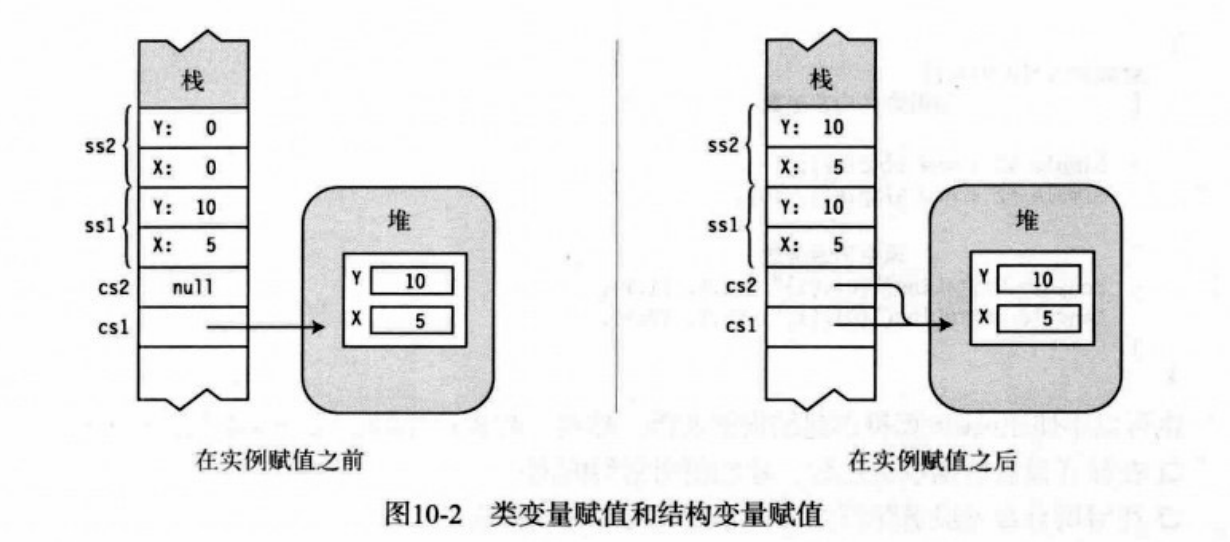 栈
ss2
Y: 0
X: 0
ss1
Y: 10
X: 5
cs2
null
cs1
堆
Y 10
X 5
在实例赋值之前
栈
ss2
Y: 10
X: 5
ss1
Y: 10
X: 5
cs2
cs1
堆
Y 10
X 5
在实例赋值之后
图10-2 类变量赋值和结构变量赋值